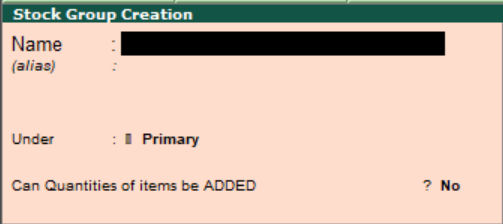 Stock Group Creation
Name :
(alias) :
Under : Primary
Can Quantities of items be ADDED ? No